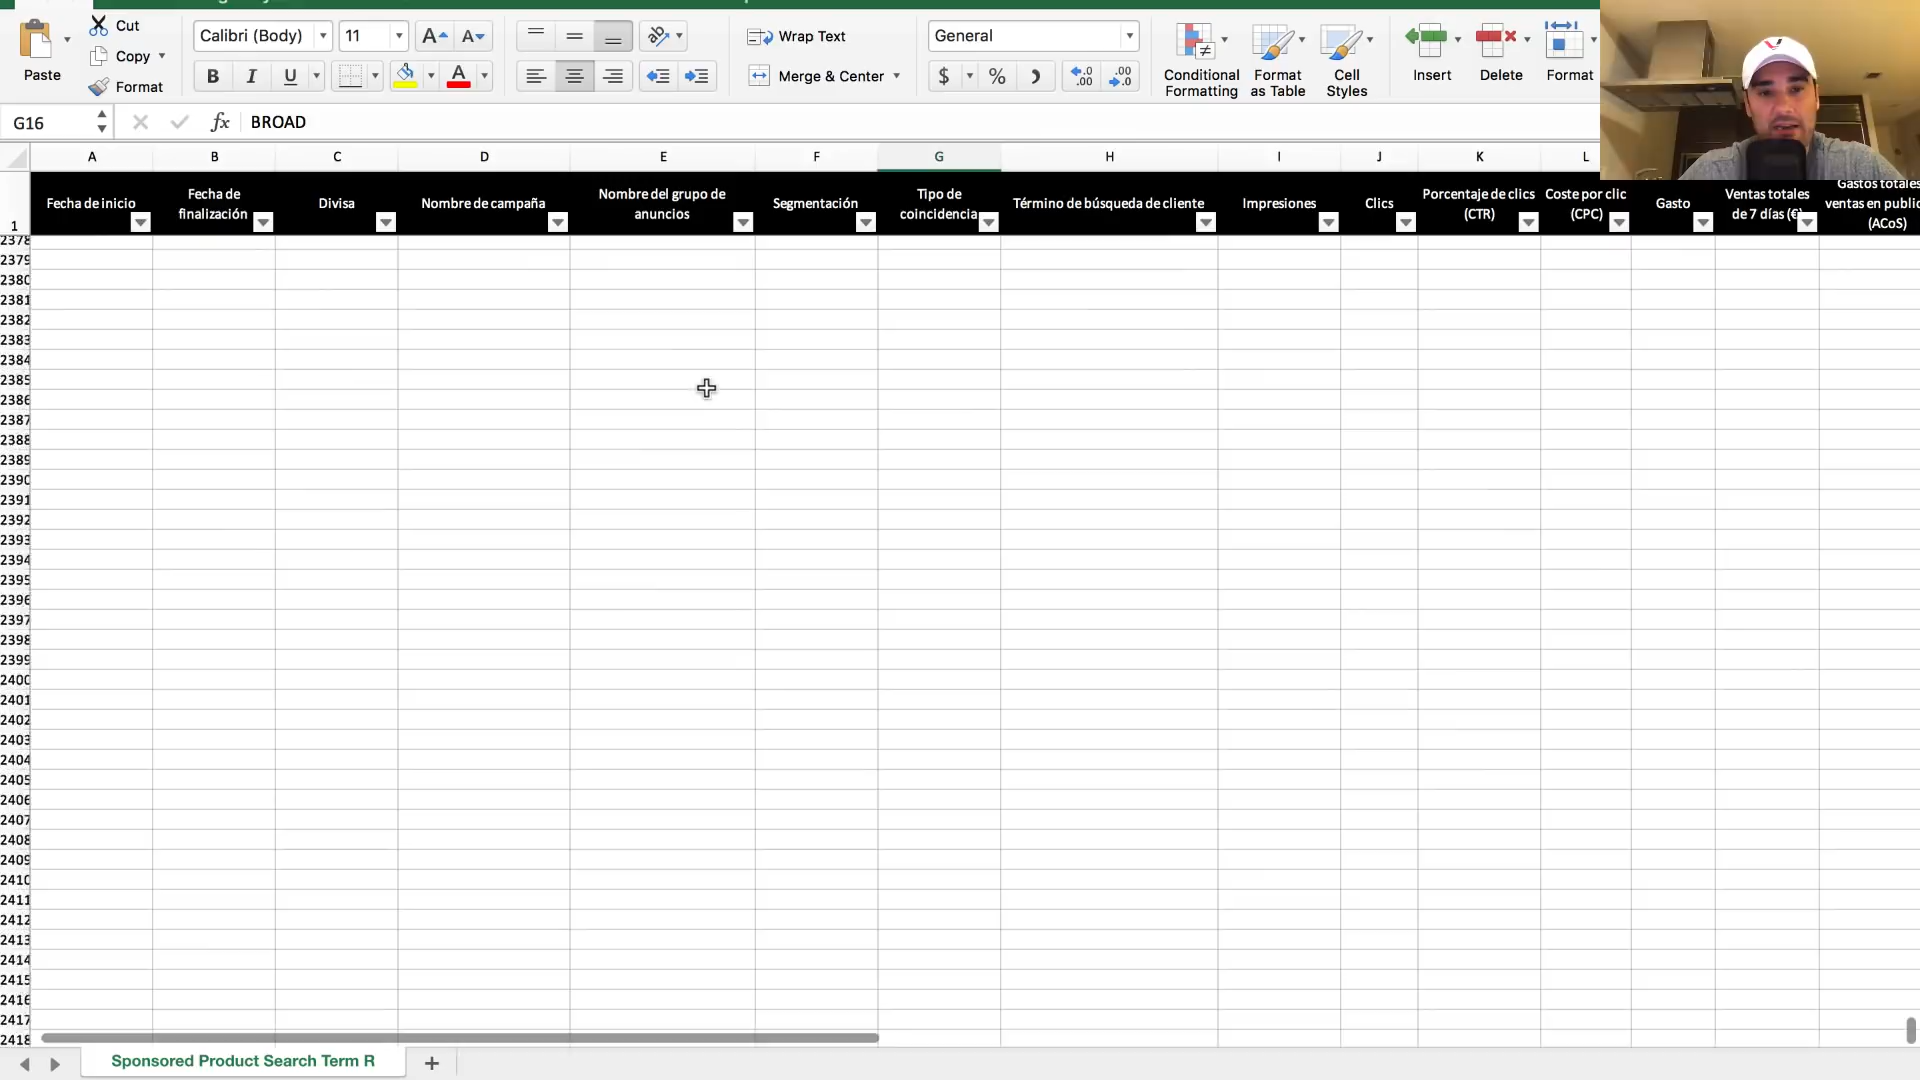 Cut
Calibri (Body)
11
Wrap Text
General
Copy
Paste
Format
Merge & Center
$
%
Conditional
Formatting
Format
as Table
Cell
Styles
Insert
Delete
Format
G16
fx
BROAD
A
B
C
D
E
F
G
H
I
J
K
L
1
Fecha de inicio
Fecha de
finalización
Divisa
Nombre de campaña
Nombre del grupo de
anuncios
Segmentación
Tipo de
coincidencia
Término de búsqueda de cliente
Impresiones
Clics
Porcentaje de clics
(CTR)
Coste por clic
(CPC)
Gasto
Ventas totales
de 7 días (€)
Gastos totales
ventas en public
(ACoS)
2378
2379
2380
2381
2382
2383
2384
2385
2386
2387
2388
2389
2390
2391
2392
2393
2394
2395
2396
2397
2398
2399
2400
2401
2402
2403
2404
2405
2406
2407
2408
2409
2410
2411
2412
2413
2414
2415
2416
2417
2418
Sponsored Product Search Term R